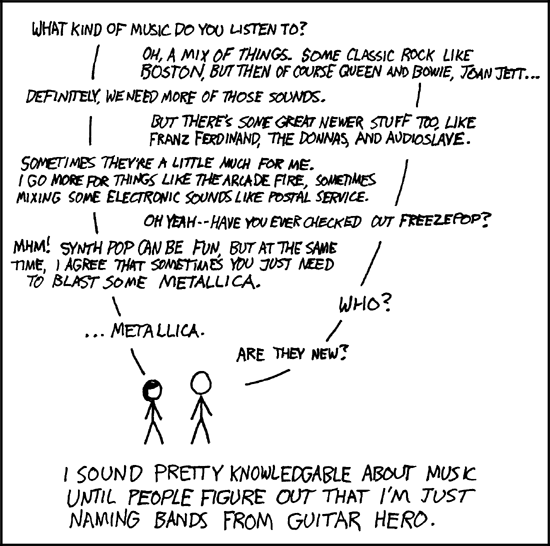 WHAT KIND OF MUSIC DO YOU LISTEN TO?
OH, A MIX OF THINGS. SOME CLASSIC ROCK LIKE
BOSTON, BUT THEN OF COURSE QUEEN AND BOWIE, JOAN JETT...
DEFINITELY, WE NEED MORE OF THOSE SOUNDS.
BUT THERE'S SOME GREAT NEWER STUFF TOO, LIKE
FRANZ FERDINAND, THE DONNAS, AND AUDIOSLAVE.
SOMETIMES THEY'RE A LITTLE MUCH FOR ME.
I GO MORE FOR THINGS LIKE THE ARCADE FIRE, SOMETIMES
MIXING SOME ELECTRONIC SOUNDS LIKE POSTAL SERVICE.
OH YEAH--HAVE YOU EVER CHECKED OUT FREEZEPOP?
MHM! SYNTH POP CAN BE FUN, BUT AT THE SAME
TIME, I AGREE THAT SOMETIMES YOU JUST NEED
TO BLAST SOME METALLICA.
WHO?
... METALLICA.
ARE THEY NEW?
I SOUND PRETTY KNOWLEDGABLE ABOUT MUSIC
UNTIL PEOPLE FIGURE OUT THAT I'M JUST
NAMING BANDS FROM GUITAR HERO.